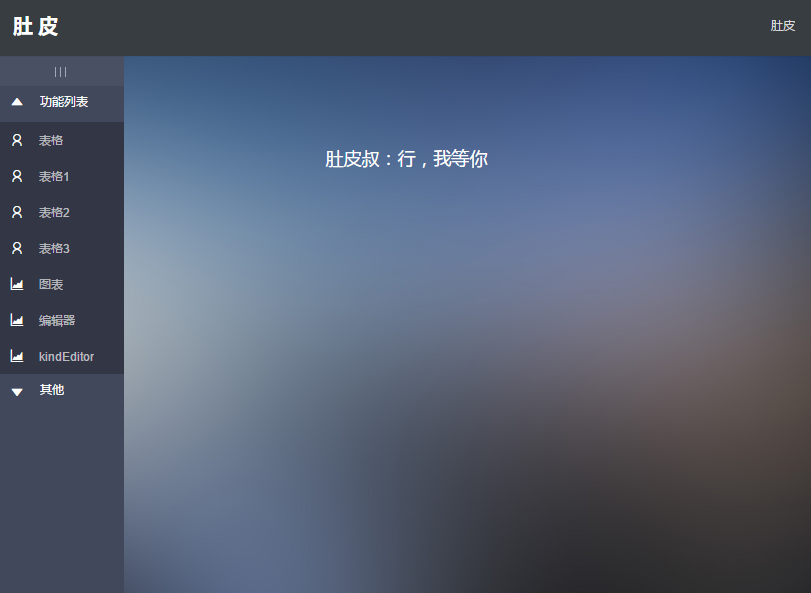 肚皮
肚皮
功能列表
表格
表格1
表格2
表格3
图表
编辑器
kindEditor
其他
肚皮叔：行，我等你